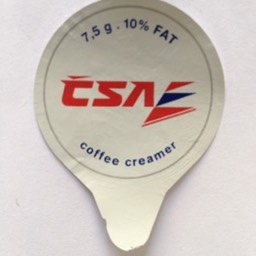 7,5 g . 10% FAT
ČSA
coffee creamer